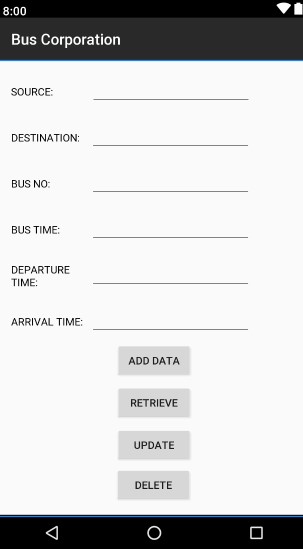 8:00
Bus Corporation
SOURCE:
DESTINATION:
BUS NO:
BUS TIME:
DEPARTURE
TIME:
ARRIVAL TIME:
ADD DATA
RETRIEVE
UPDATE
DELETE